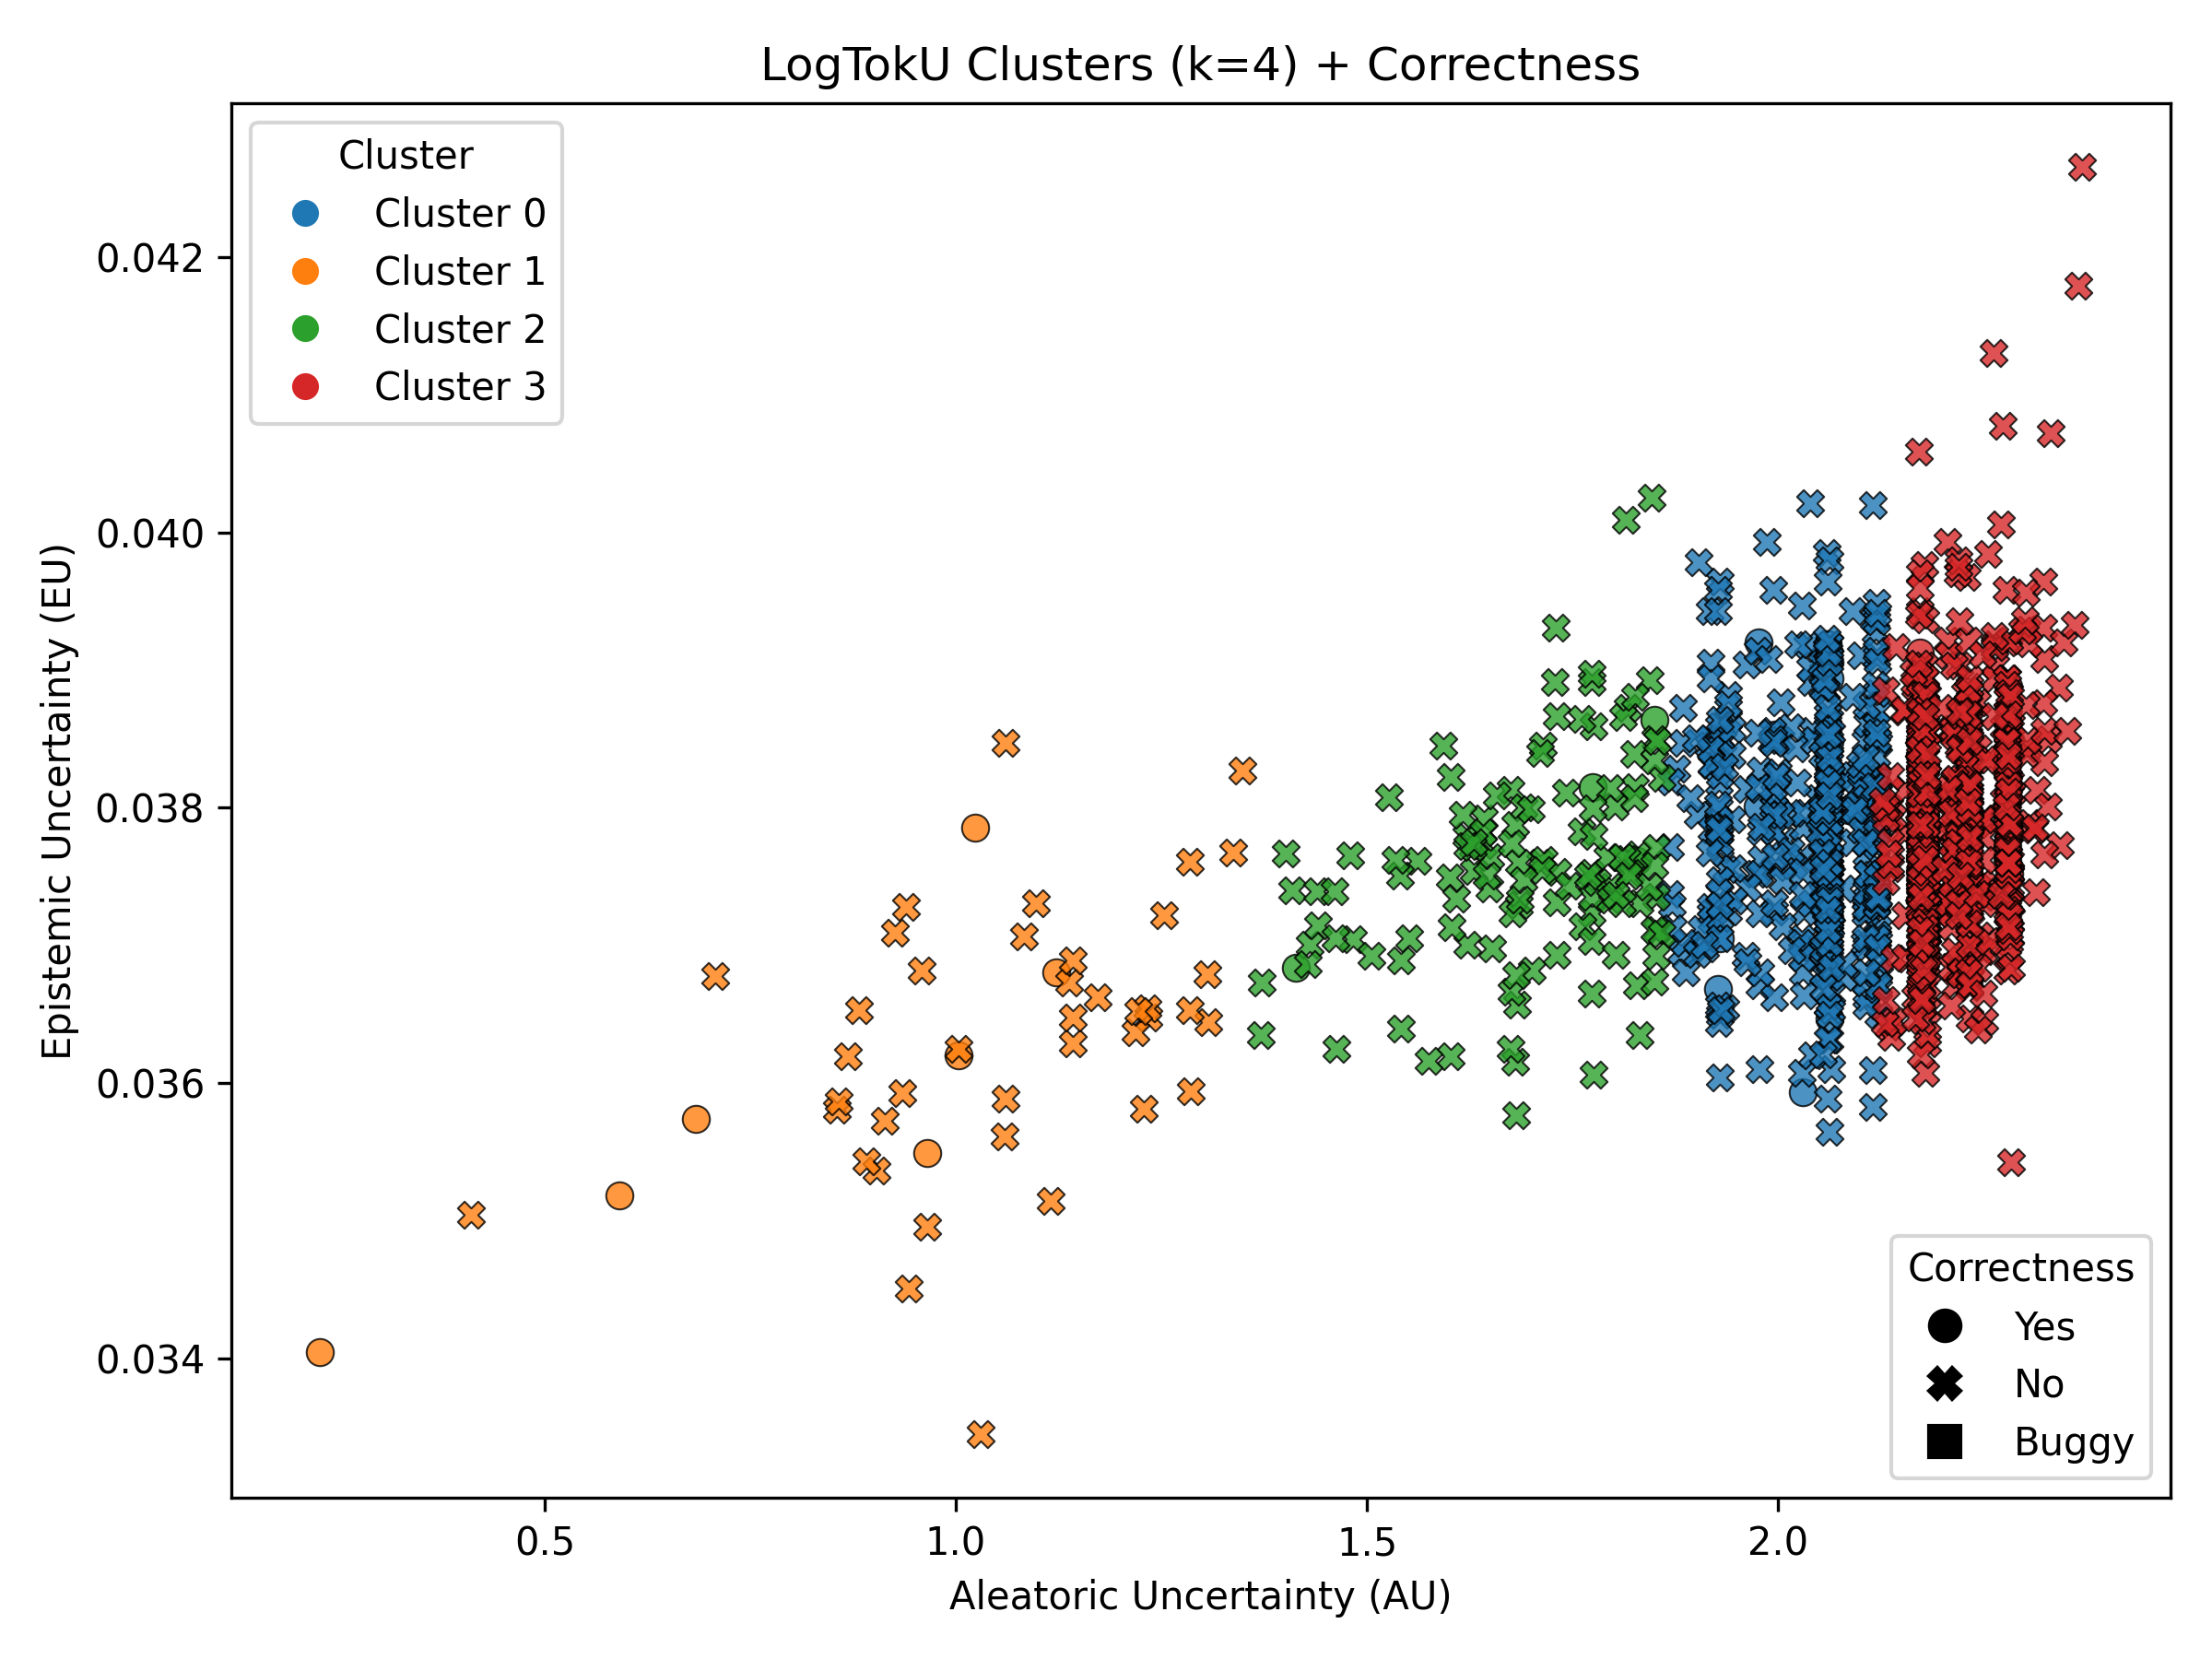 LogTokU Clusters (k=4) + Correctness
Cluster
Cluster 0
Cluster 1
Cluster 2
Cluster 3
0.042
0.040
0.038
0.036
0.034
Epistemic Uncertainty (EU)
Correctness
Yes
No
Buggy
0.5
1.0
1.5
2.0
Aleatoric Uncertainty (AU)